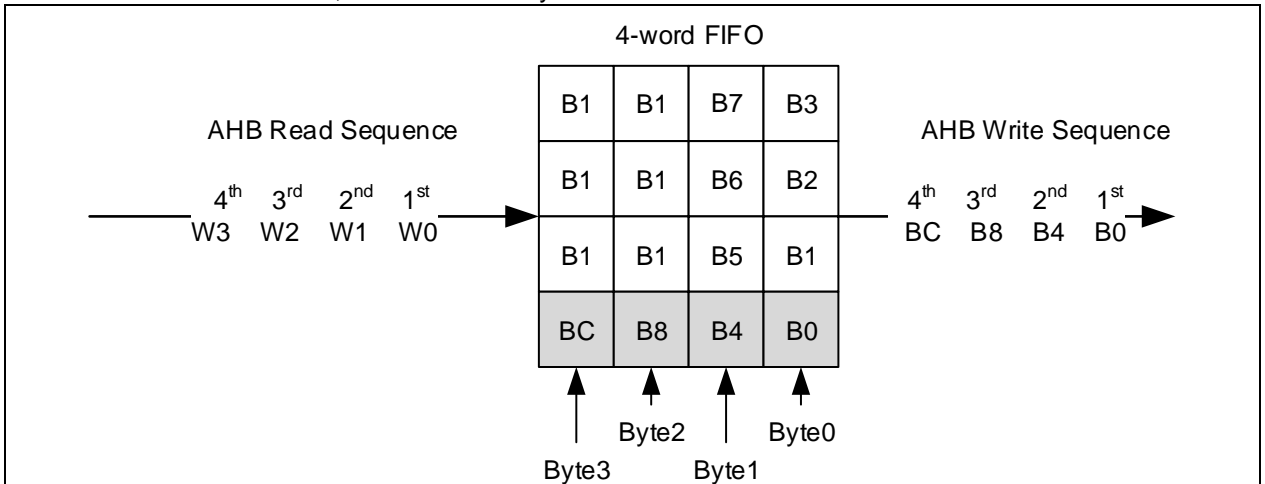 4-word FIFO
B1 B1 B7 B3
AHB Read Sequence
AHB Write Sequence
B1 B1 B6 B2
4th 3rd 2nd 1st
W3 W2 W1 W0
4th 3rd 2nd 1st
BC B8 B4 B0
B1 B1 B5 B1
BC B8 B4 B0
Byte2 Byte0
Byte3 Byte1